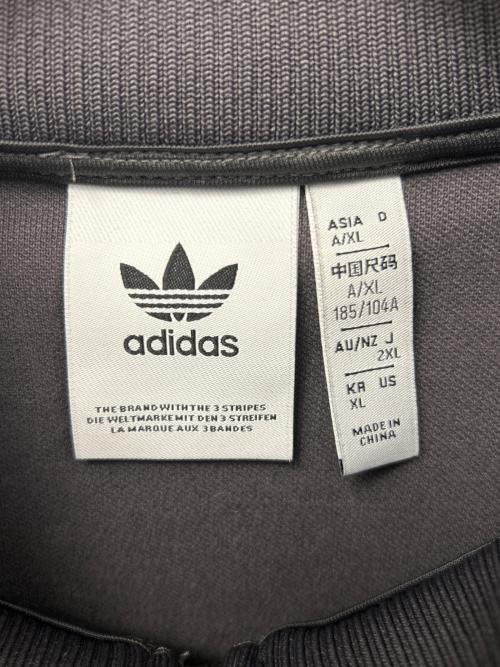 adidas
THE BRAND WITH THE 3 STRIPES
DIE WELTMARKE MIT DEN 3 STREIFEN
LA MARQUE AUX 3 BANDES
ASIA D
A/XL
中国尺码
A/XL
185/104A
AU/NZ J
2XL
KR US
XL
MADE IN
CHINA